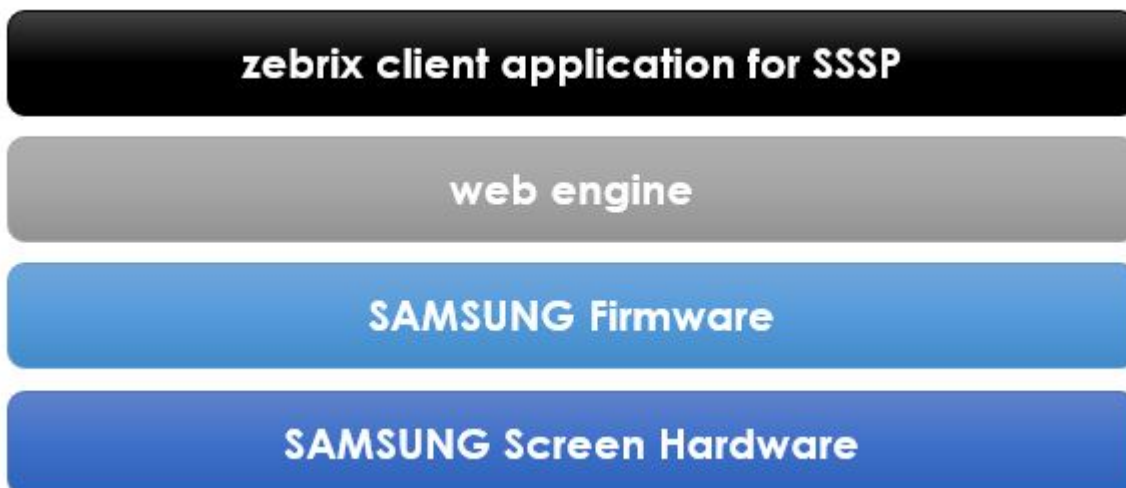 zebrix client application for SSSP
web engine
SAMSUNG Firmware
SAMSUNG Screen Hardware